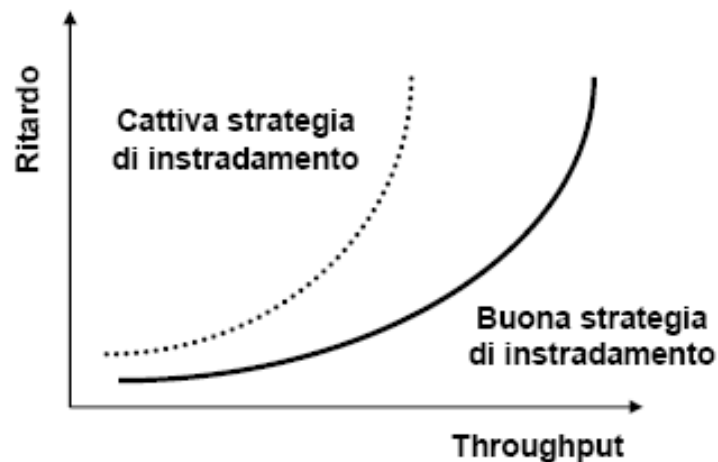 Ritardo
Cattiva strategia
di instradamento
Buona strategia
di instradamento
Throughput